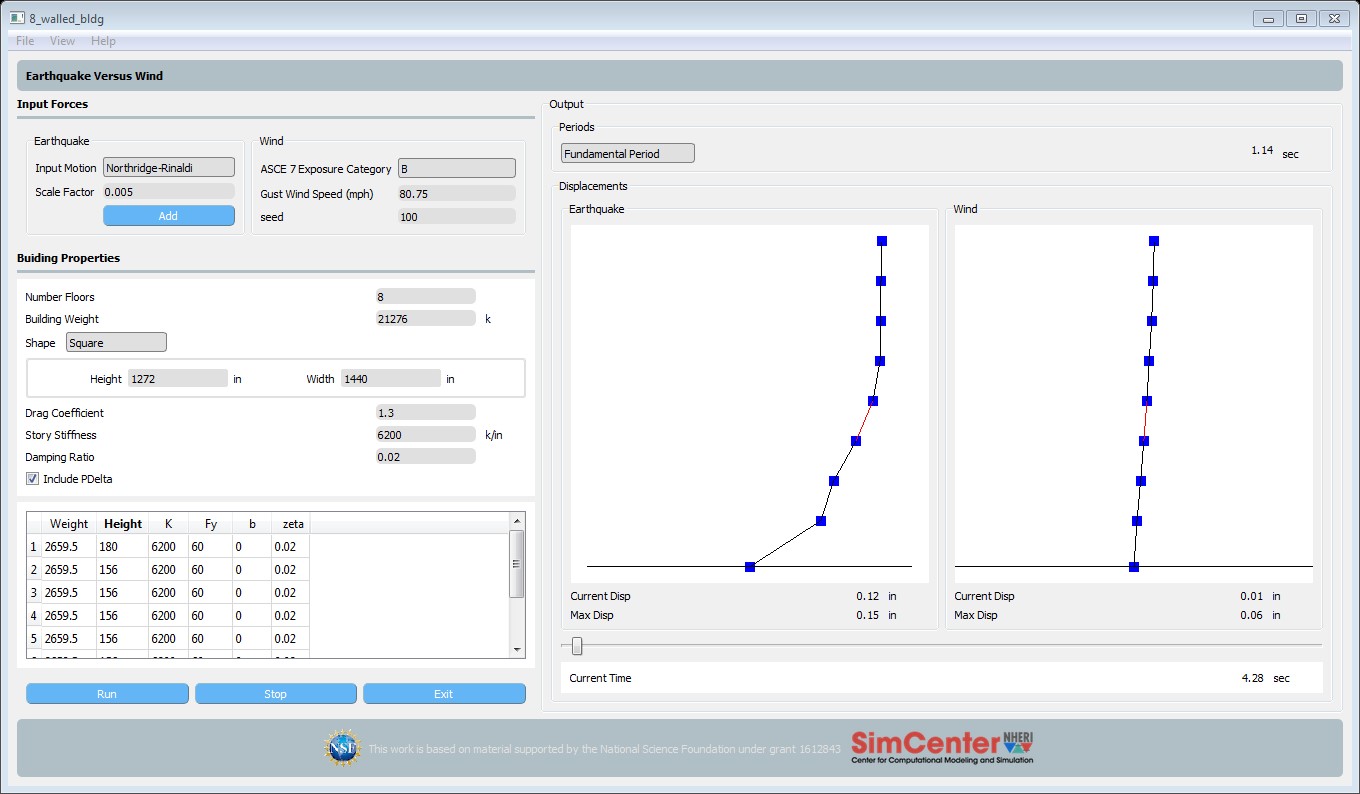 8_walled_bldg
File View Help
Earthquake Versus Wind
Input Forces
Earthquake
Input Motion Northridge-Rinaldi
Scale Factor 0.005
Add
Wind
ASCE 7 Exposure Category B
Gust Wind Speed (mph) 80.75
seed 100
Buiding Properties
Number Floors 8
Building Weight 21276 k
Shape Square
Height 1272 in Width 1440 in
Drag Coefficient 1.3
Story Stiffness 6200 k/in
Damping Ratio 0.02
Include PDelta
Weight Height K Fy b zeta
1 2659.5 180 6200 60 0 0.02
2 2659.5 156 6200 60 0 0.02
3 2659.5 156 6200 60 0 0.02
4 2659.5 156 6200 60 0 0.02
5 2659.5 156 6200 60 0 0.02
Run Stop Exit
Output
Periods
Fundamental Period 1.14 sec
Displacements
Earthquake
Current Disp 0.12 in
Max Disp 0.15 in
Wind
Current Disp 0.01 in
Max Disp 0.06 in
Current Time 4.28 sec
NSF
This work is based on material supported by the National Science Foundation under grant 1612843
SimCenter NHERI
Center for Computational Modeling and Simulation